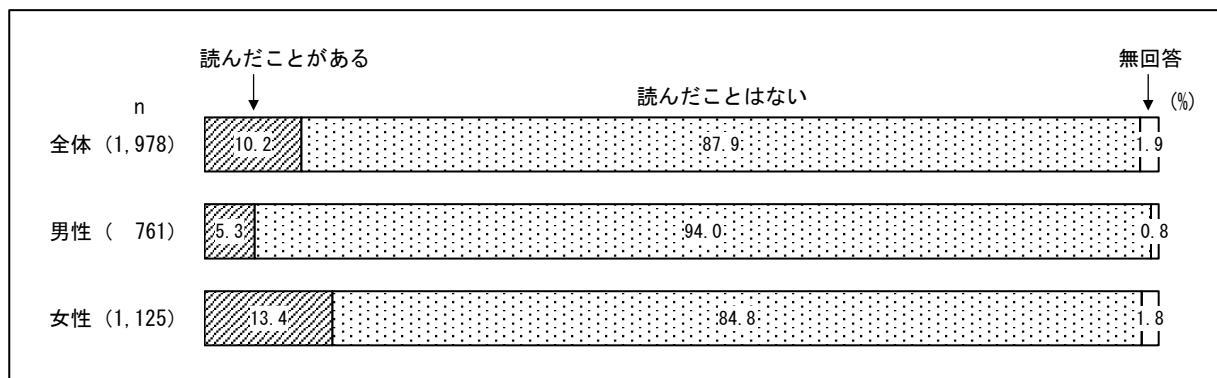 読んだことがある 無回答
n 読んだことはない (%)
全体 (1,978) 10.2 87.9 1.9
男性 ( 761) 5.3 94.0 0.8
女性 (1,125) 13.4 84.8 1.8